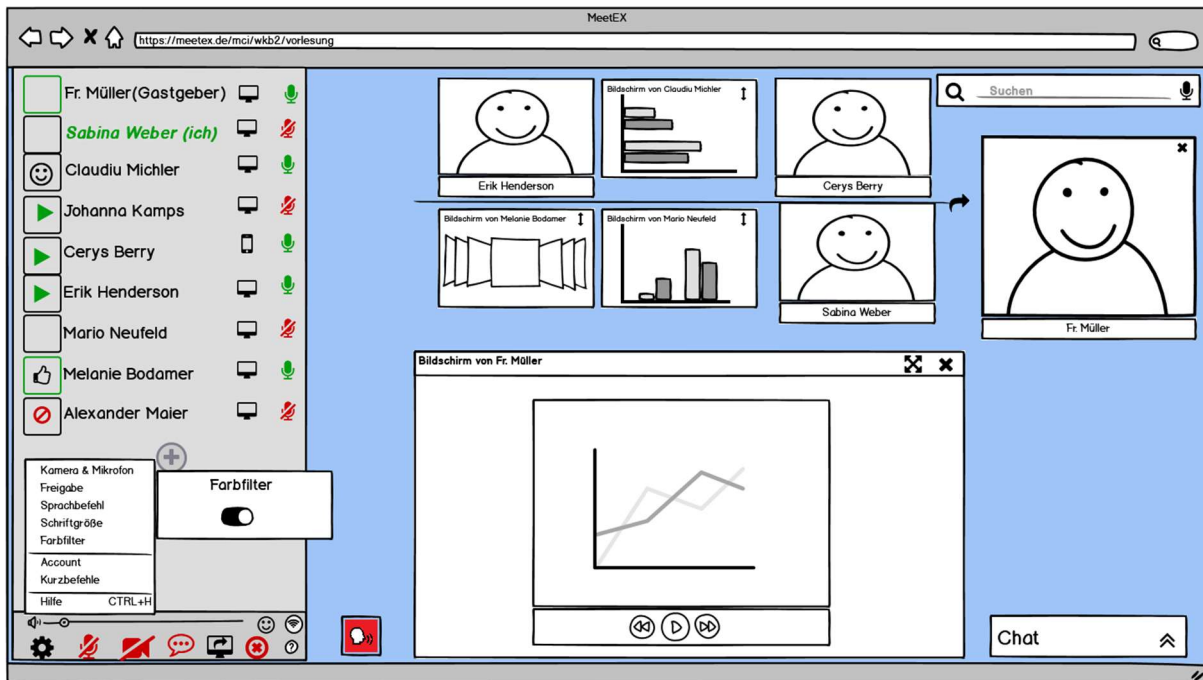 MeetEX
https://meetex.de/mci/wkb2/vorlesung
Fr. Müller(Gastgeber)
Sabina Weber (ich)
Claudiu Michler
Johanna Kamps
Cerys Berry
Erik Henderson
Mario Neufeld
Melanie Bodamer
Alexander Maier
Kamera & Mikrofon
Freigabe
Sprachbefehl
Schriftgröße
Farbfilter
Account
Kurzbefehle
Hilfe CTRL+H
Farbfilter
Erik Henderson
Bildschirm von Claudiu Michler
Cerys Berry
Bildschirm von Melanie Bodamer
Bildschirm von Mario Neufeld
Sabina Weber
Suchen
Fr. Müller
Bildschirm von Fr. Müller
Chat